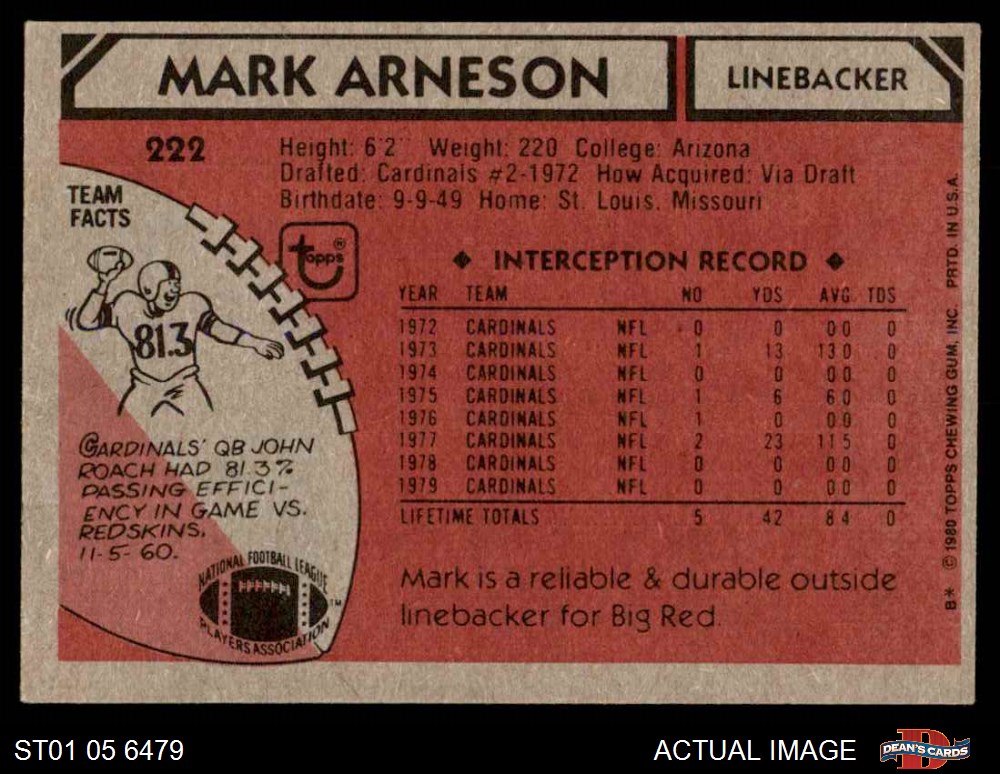 MARK ARNESON
LINEBACKER
222
Height: 6'2" Weight: 220 College: Arizona
Drafted: Cardinals #2-1972 How Acquired: Via Draft
Birthdate: 9-9-49 Home: St. Louis, Missouri
TEAM
FACTS
topps®
81.3
CARDINALS' QB JOHN
ROACH HAD 81.3%
PASSING EFFICI-
ENCY IN GAME VS.
REDSKINS,
11-5-60.
NATIONAL FOOTBALL LEAGUE
PLAYERS ASSOCIATION
TM
◆ INTERCEPTION RECORD ◆
YEAR TEAM NO YDS AVG TDS
1972 CARDINALS NFL 0 0 0.0 0
1973 CARDINALS NFL 1 13 13.0 0
1974 CARDINALS NFL 0 0 0.0 0
1975 CARDINALS NFL 1 6 6.0 0
1976 CARDINALS NFL 1 0 0.0 0
1977 CARDINALS NFL 2 23 11.5 0
1978 CARDINALS NFL 0 0 0.0 0
1979 CARDINALS NFL 0 0 0.0 0
LIFETIME TOTALS 5 42 8.4 0
Mark is a reliable & durable outside
linebacker for Big Red.
B* © 1980 TOPPS CHEWING GUM, INC. PRTD. IN U.S.A.
ST01 05 6479
ACTUAL IMAGE
DEAN'S CARDS